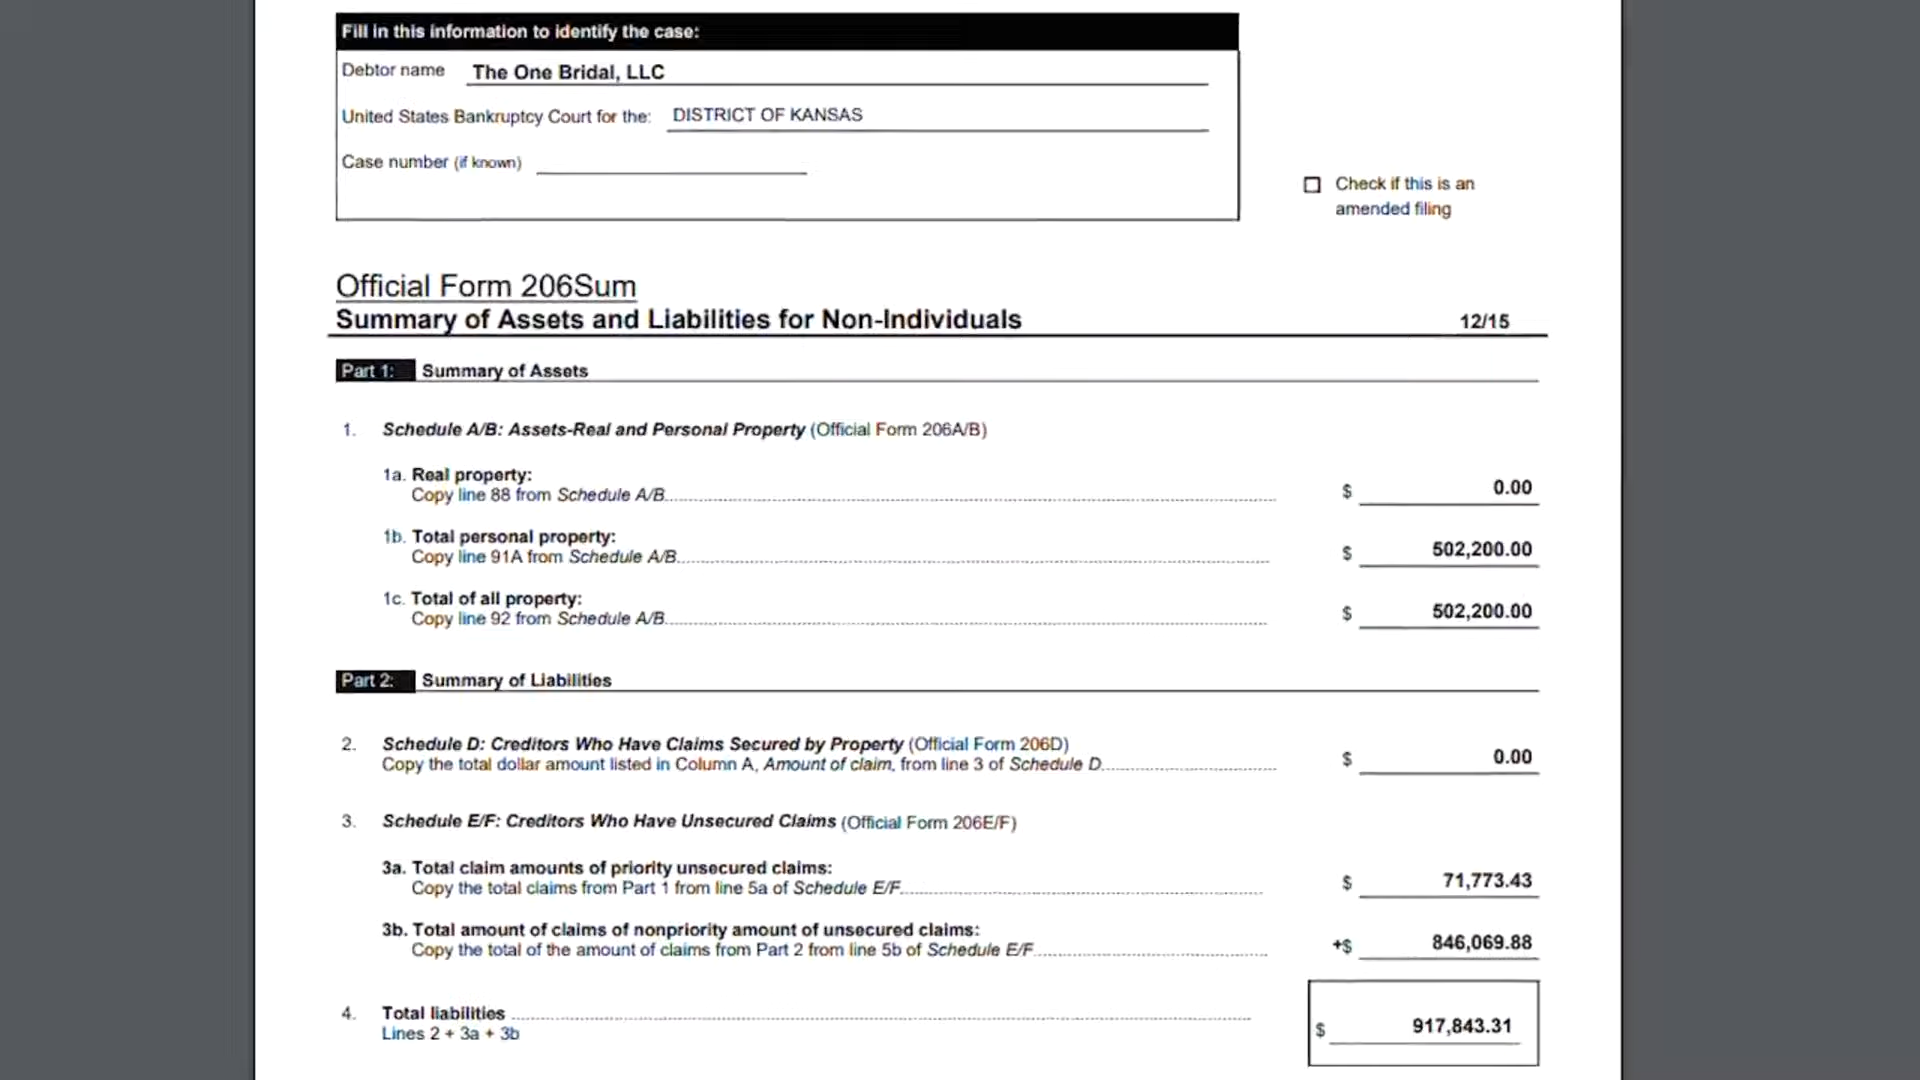 Fill in this information to identify the case:
Debtor name The One Bridal, LLC
United States Bankruptcy Court for the: DISTRICT OF KANSAS
Case number (if known)
Check if this is an
amended filing
Official Form 206Sum
Summary of Assets and Liabilities for Non-Individuals 12/15
Part 1: Summary of Assets
1. Schedule A/B: Assets-Real and Personal Property (Official Form 206A/B)
1a. Real property:
Copy line 88 from Schedule A/B $ 0.00
1b. Total personal property:
Copy line 91A from Schedule A/B $ 502,200.00
1c. Total of all property:
Copy line 92 from Schedule A/B $ 502,200.00
Part 2: Summary of Liabilities
2. Schedule D: Creditors Who Have Claims Secured by Property (Official Form 206D)
Copy the total dollar amount listed in Column A, Amount of claim, from line 3 of Schedule D $ 0.00
3. Schedule E/F: Creditors Who Have Unsecured Claims (Official Form 206E/F)
3a. Total claim amounts of priority unsecured claims:
Copy the total claims from Part 1 from line 5a of Schedule E/F $ 71,773.43
3b. Total amount of claims of nonpriority amount of unsecured claims:
Copy the total of the amount of claims from Part 2 from line 5b of Schedule E/F +$ 846,069.88
4. Total liabilities
Lines 2 + 3a + 3b $ 917,843.31